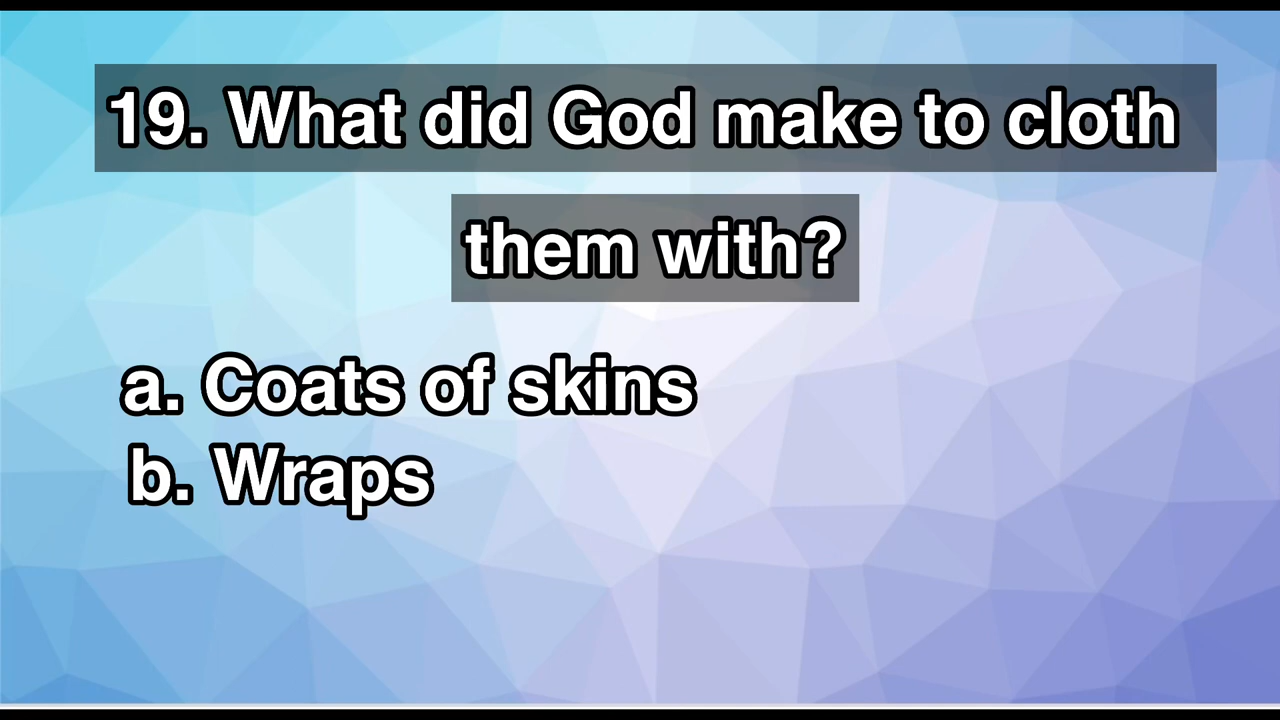 19. What did God make to cloth
them with?
a. Coats of skins
b. Wraps